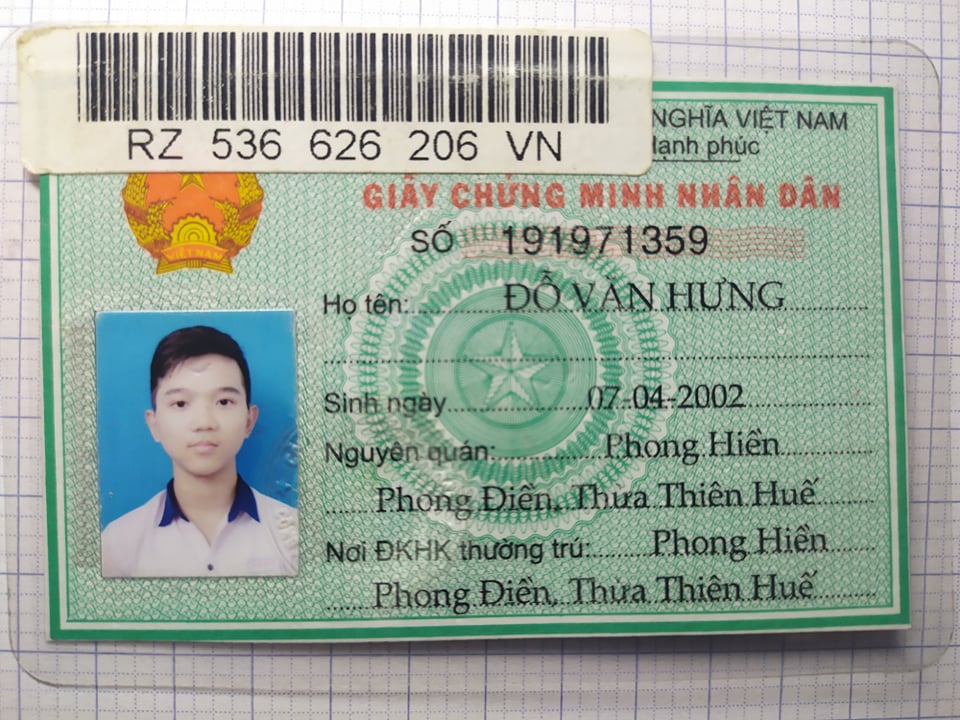 RZ 536 626 206 VN
NGHĨA VIỆT NAM
Hạnh phúc
GIẤY CHỨNG MINH NHÂN DÂN
VIỆT NAM
SỐ 191971359
Họ tên: ĐỖ VĂN HƯNG
Sinh ngày 07-04-2002
Nguyên quán: Phong Hiền
Phong Điền, Thừa Thiên Huế
Nơi ĐKHK thường trú: Phong Hiền
Phong Điền, Thừa Thiên Huế